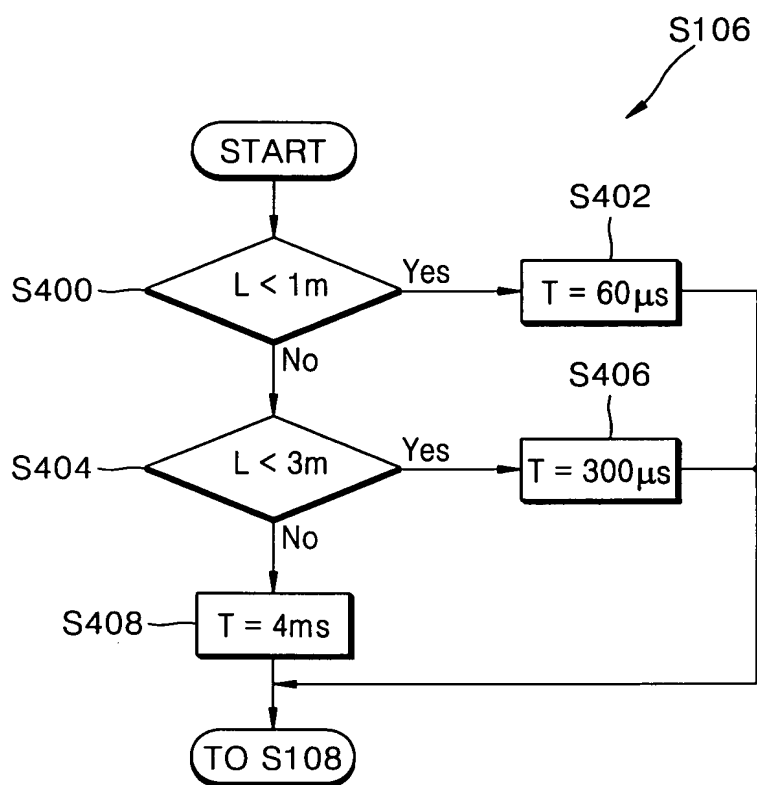 S106
START
S402
S400
L < 1m
Yes
T = 60μs
No
S406
S404
L < 3m
Yes
T = 300μs
No
S408
T = 4ms
TO S108